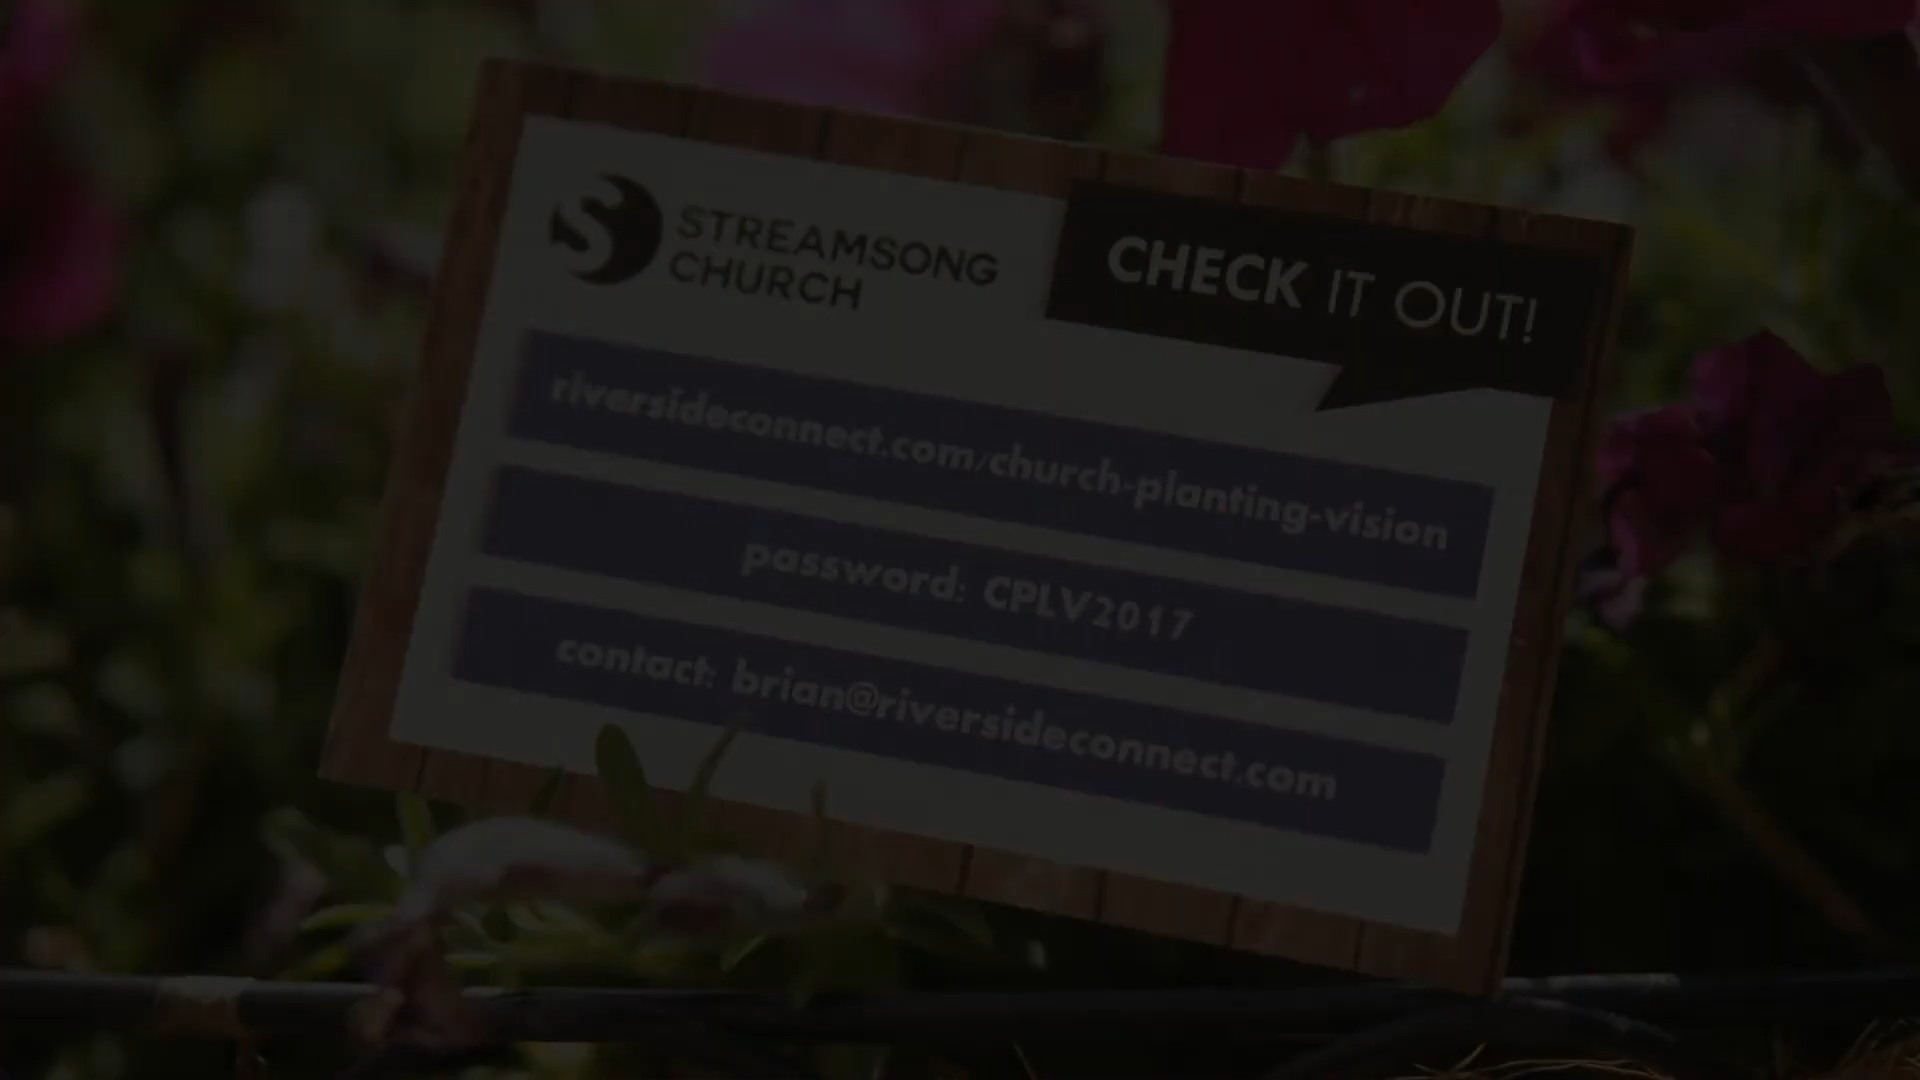 STREAMSONG
CHURCH
CHECK IT OUT!
riversideconnect.com/church-planting-vision
password: CPLV2017
contact: brian@riversideconnect.com